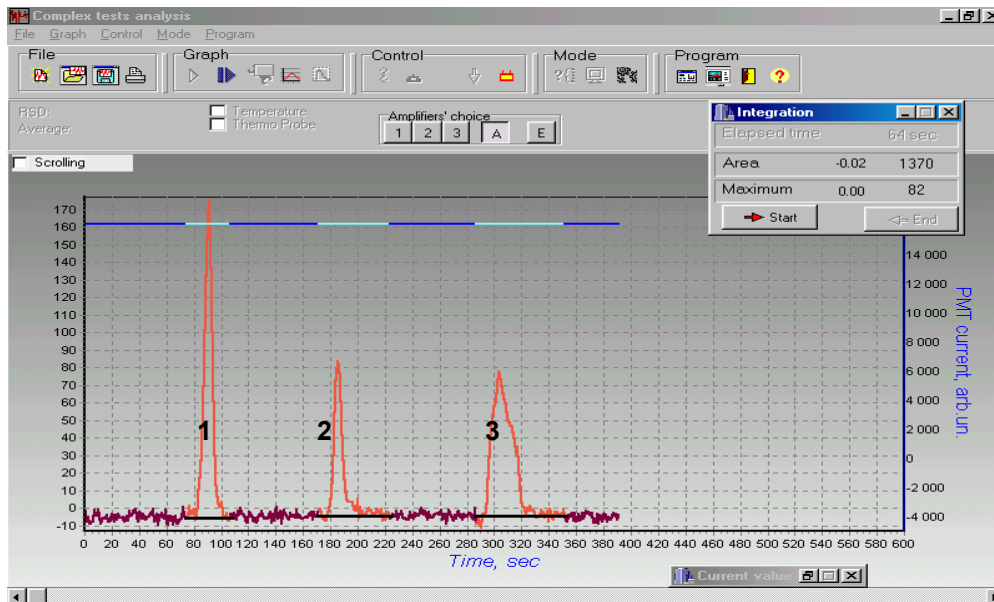 Complex tests analysis
File Graph Control Mode Program
File Graph Control Mode Program
RSD:
Average:
Temperature
Thermo Probe
Amplifiers' choice
1 2 3 A E
Integration
Elapsed time 64 sec
Area -0.02 1370
Maximum 0.00 82
Start End
Scrolling
170
160
150
140
130
120
110
100
90
80
70
60
50
40
30
20
10
0
-10
1 2 3
14 000
12 000
10 000
8 000
6 000
4 000
2 000
0
-2 000
-4 000
PMT current, arb.un.
0 20 40 60 80 100 120 140 160 180 200 220 240 260 280 300 320 340 360 380 400 420 440 460 480 500 520 540 560 580 600
Time, sec
Current value